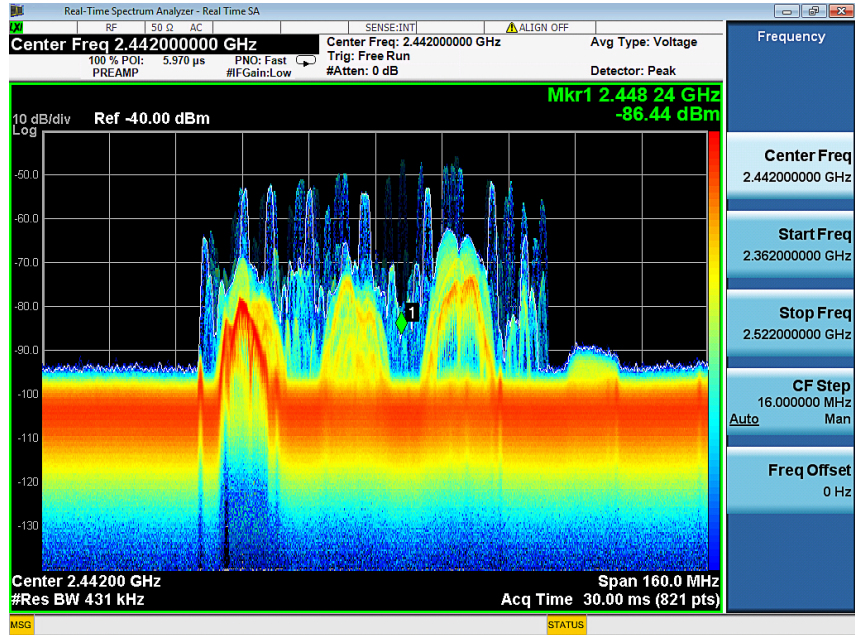 Real-Time Spectrum Analyzer - Real Time SA
LXI
RF
50 Ω AC
SENSE:INT
ALIGN OFF
Center Freq 2.442000000 GHz
100 % POI: 5.970 µs
PREAMP
PNO: Fast
#IFGain:Low
Center Freq: 2.442000000 GHz
Trig: Free Run
#Atten: 0 dB
Avg Type: Voltage
Detector: Peak
Mkr1 2.448 24 GHz
-86.44 dBm
10 dB/div
Log
Ref -40.00 dBm
-50.0
-60.0
-70.0
-80.0
-90.0
-100
-110
-120
-130
1
Center 2.44200 GHz
#Res BW 431 kHz
Span 160.0 MHz
Acq Time 30.00 ms (821 pts)
Frequency
Center Freq
2.442000000 GHz
Start Freq
2.362000000 GHz
Stop Freq
2.522000000 GHz
CF Step
16.000000 MHz
Auto Man
Freq Offset
0 Hz
MSG
STATUS